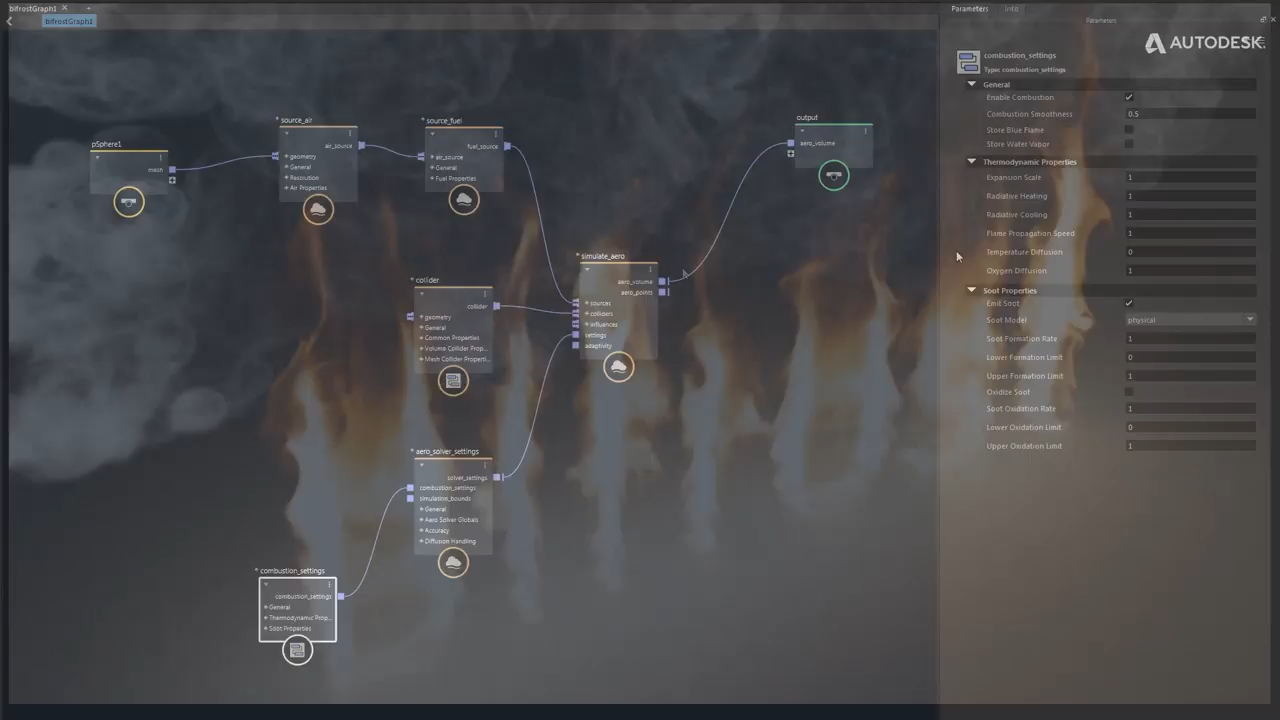 bifrostGraph1
bifrostGraph1
pSphere1
mesh
source_air
air_source
geometry
General
Resolution
Air Properties
source_fuel
fuel_source
air_source
General
Fuel Properties
output
aero_volume
simulate_aero
aero_volume
aero_points
sources
colliders
influences
settings
adaptivity
collider
collider
geometry
General
Common Properties
Volume Collider Prop...
Mesh Collider Properti...
aero_solver_settings
solver_settings
combustion_settings
simulation_bounds
General
Aero Solver Globals
Accuracy
Diffusion Handling
combustion_settings
combustion_settings
General
Thermodynamic Prop...
Soot Properties
Parameters Info
Parameters
AUTODESK
combustion_settings
Type: combustion_settings
General
Enable Combustion
Combustion Smoothness 0.5
Store Blue Flame
Store Water Vapor
Thermodynamic Properties
Expansion Scale 1
Radiative Heating 1
Radiative Cooling 1
Flame Propagation Speed 1
Temperature Diffusion 0
Oxygen Diffusion 1
Soot Properties
Emit Soot
Soot Model physical
Soot Formation Rate 1
Lower Formation Limit 0
Upper Formation Limit 1
Oxidize Soot
Soot Oxidation Rate 1
Lower Oxidation Limit 0
Upper Oxidation Limit 1